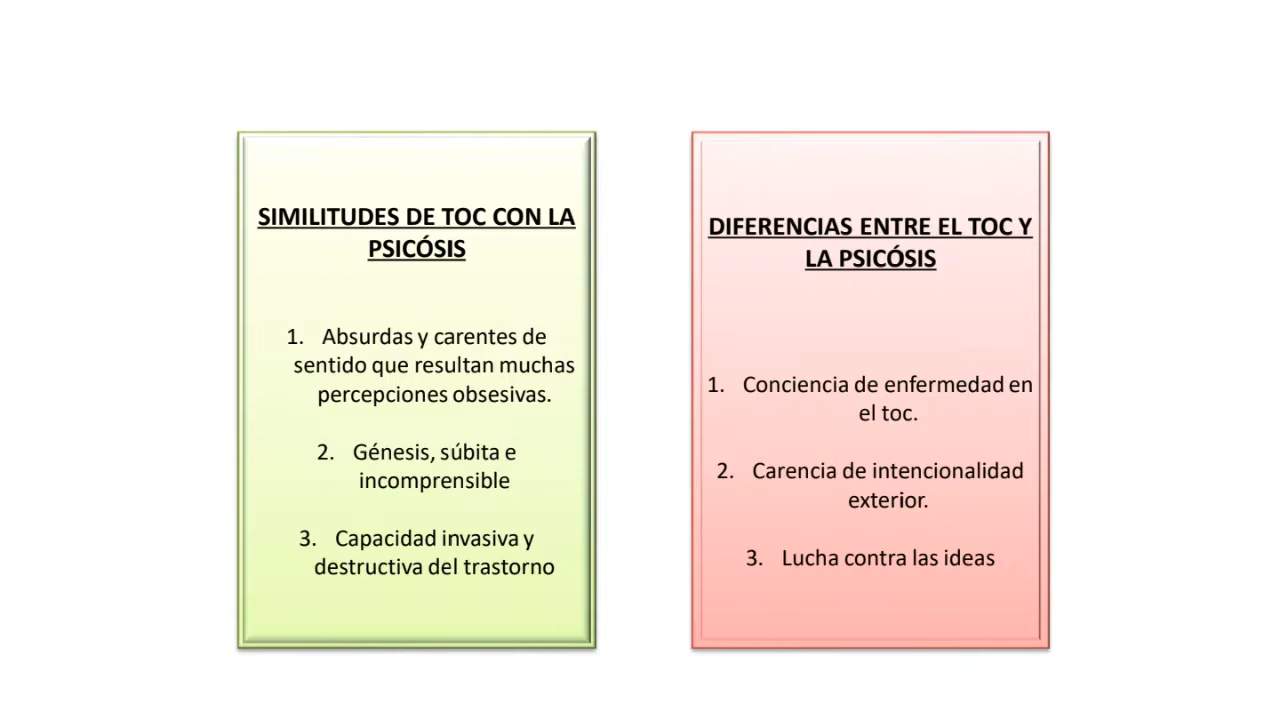 SIMILITUDES DE TOC CON LA
PSICÓSIS
1. Absurdas y carentes de
sentido que resultan muchas
percepciones obsesivas.
2. Génesis, súbita e
incomprensible
3. Capacidad invasiva y
destructiva del trastorno
DIFERENCIAS ENTRE EL TOC Y
LA PSICÓSIS
1. Conciencia de enfermedad en
el toc.
2. Carencia de intencionalidad
exterior.
3. Lucha contra las ideas